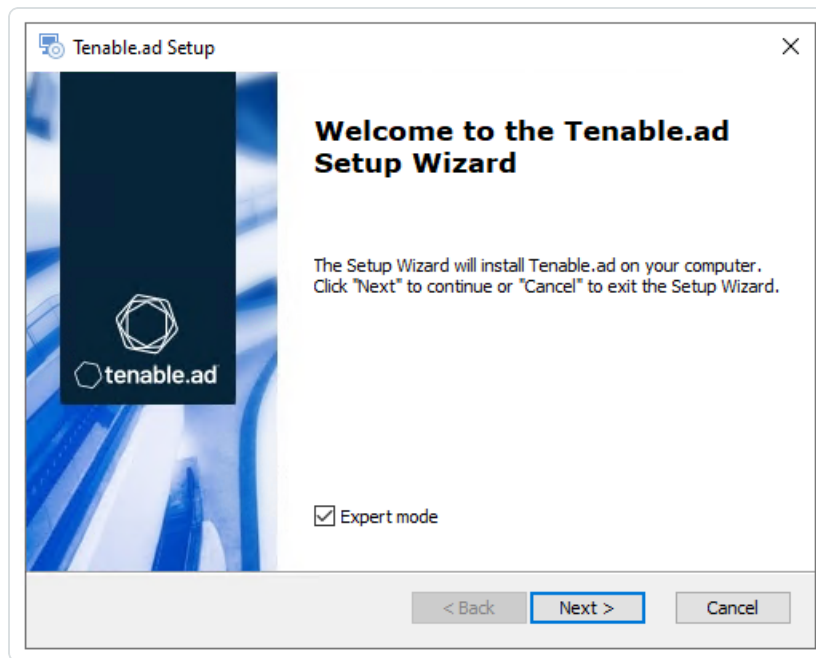 Tenable.ad Setup
Welcome to the Tenable.ad
Setup Wizard
The Setup Wizard will install Tenable.ad on your computer.
Click "Next" to continue or "Cancel" to exit the Setup Wizard.
tenable.ad
Expert mode
< Back
Next >
Cancel